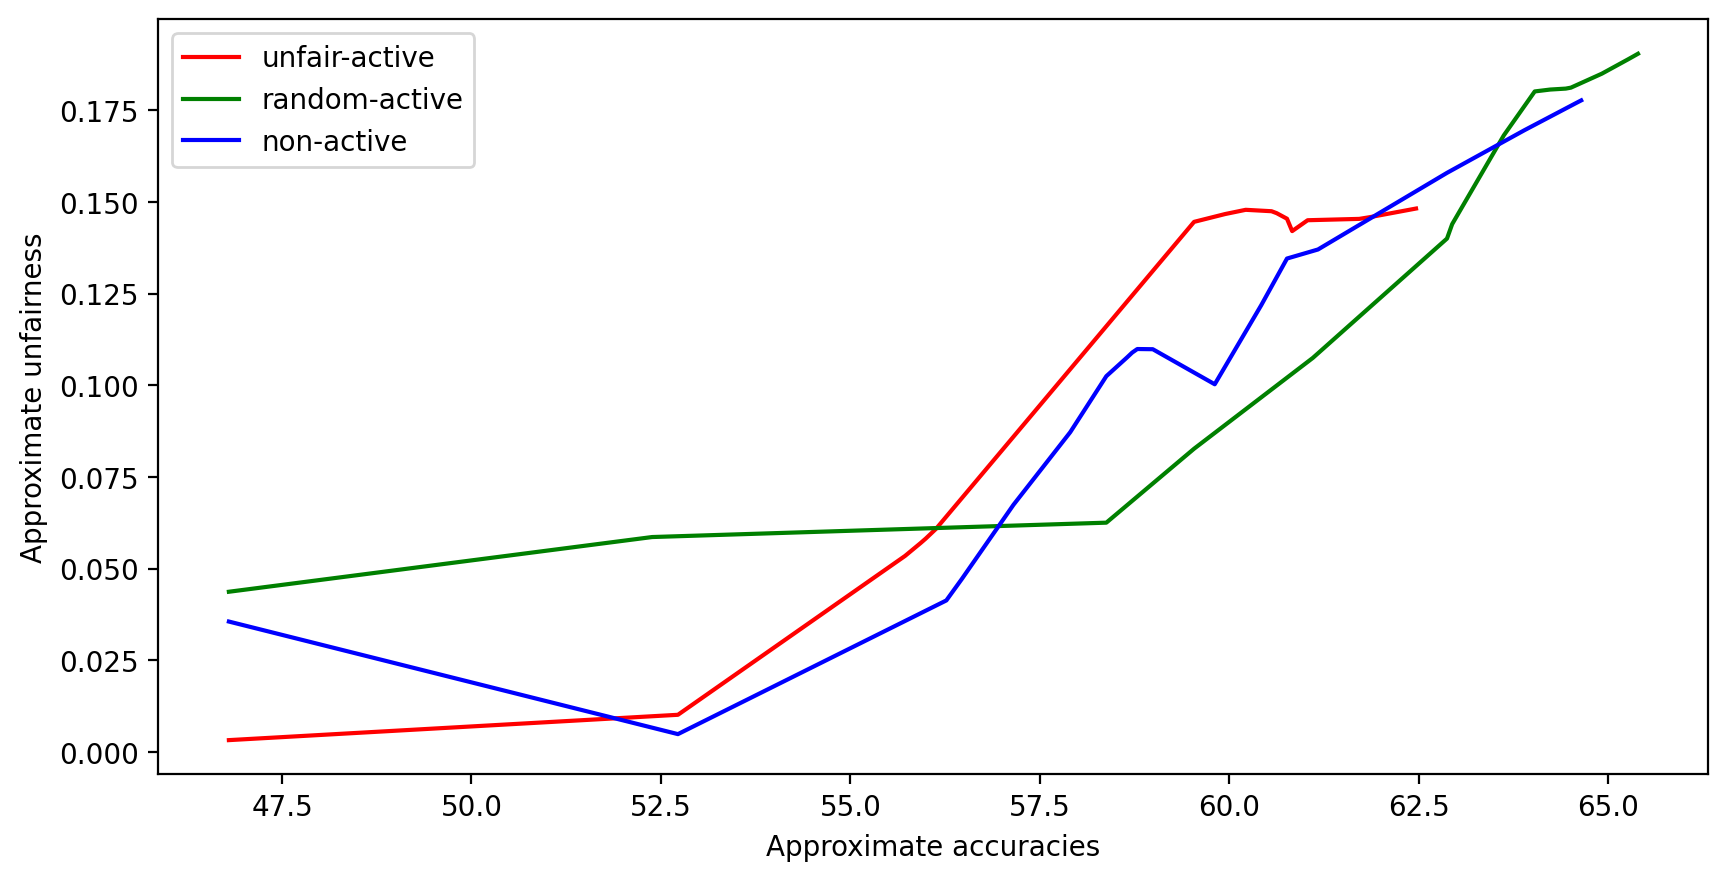 unfair-active
random-active
non-active
Approximate unfairness
0.175
0.150
0.125
0.100
0.075
0.050
0.025
0.000
47.5 50.0 52.5 55.0 57.5 60.0 62.5 65.0
Approximate accuracies